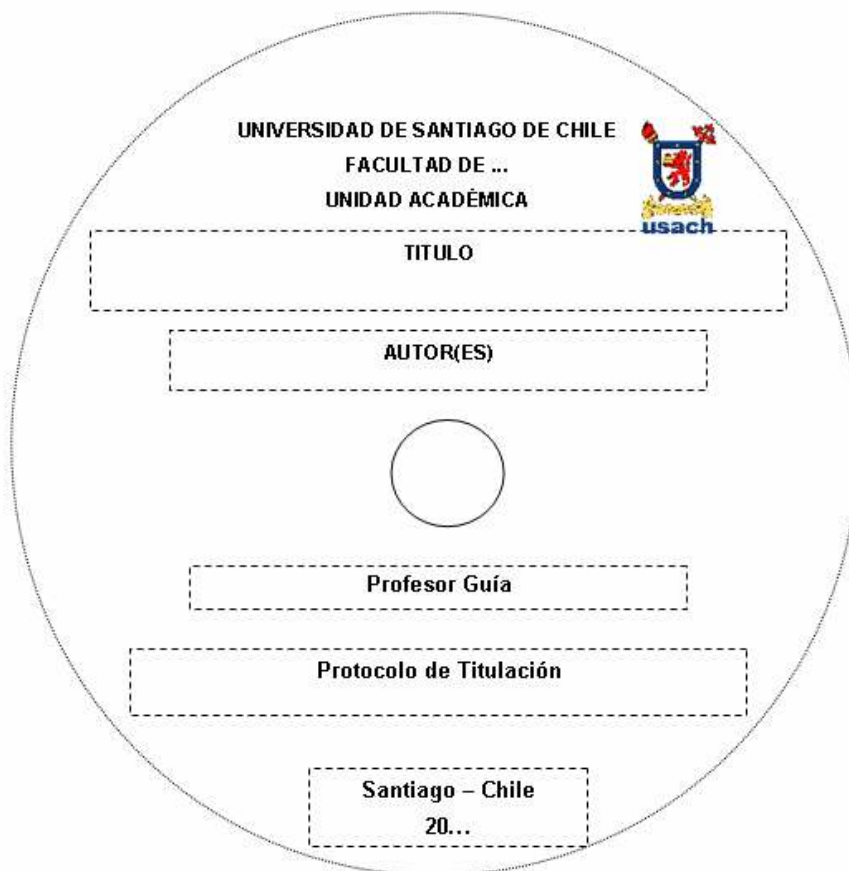 UNIVERSIDAD DE SANTIAGO DE CHILE
FACULTAD DE ...
UNIDAD ACADÉMICA
usach
TITULO
AUTOR(ES)
Profesor Guía
Protocolo de Titulación
Santiago – Chile
20...